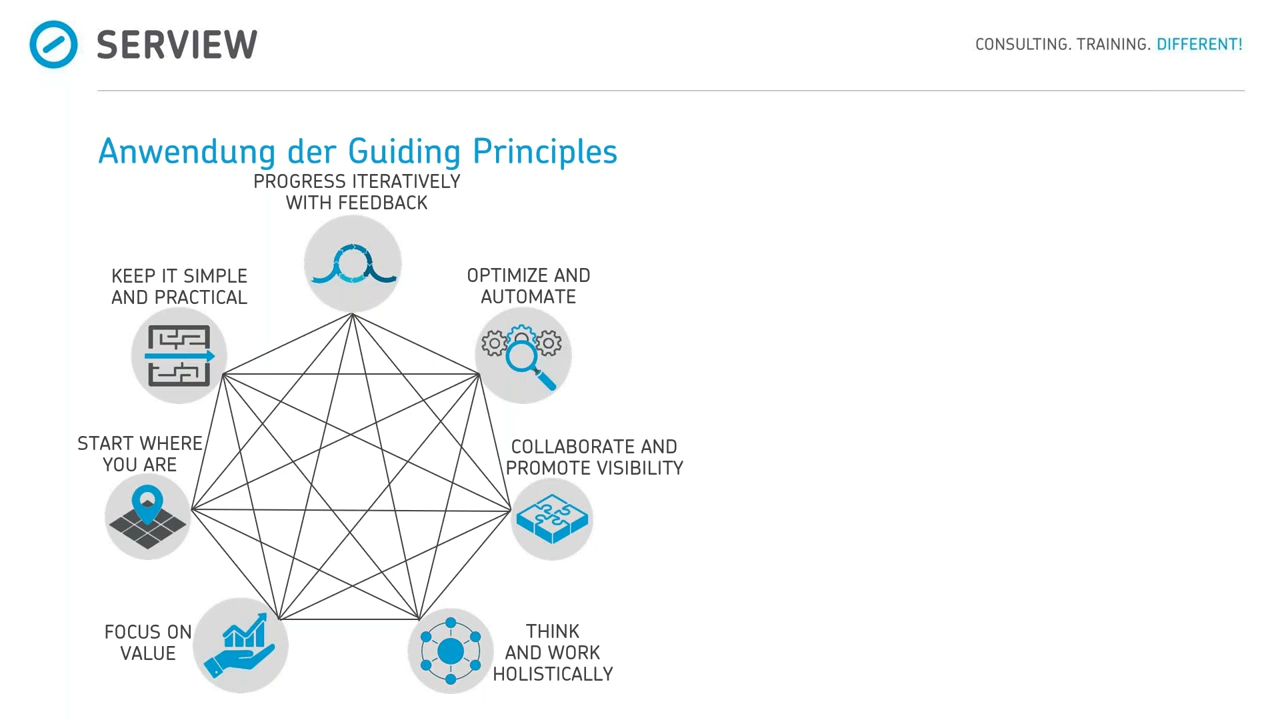 SERVIEW
CONSULTING. TRAINING. DIFFERENT!
Anwendung der Guiding Principles
PROGRESS ITERATIVELY
WITH FEEDBACK
KEEP IT SIMPLE
AND PRACTICAL
OPTIMIZE AND
AUTOMATE
START WHERE
YOU ARE
COLLABORATE AND
PROMOTE VISIBILITY
FOCUS ON
VALUE
THINK
AND WORK
HOLISTICALLY